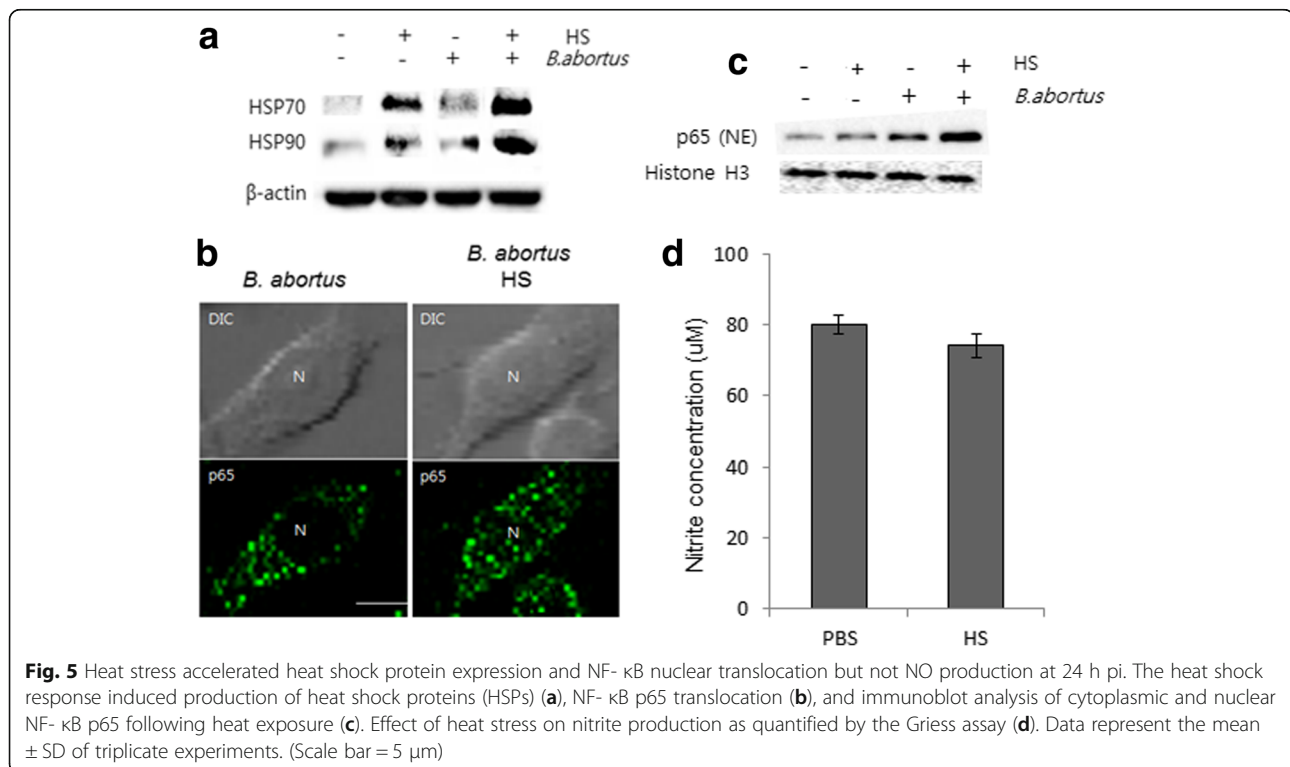 a
- + - + HS
- - + + B.abortus
HSP70
HSP90
β-actin
c
- + - + HS
- - + + B.abortus
p65 (NE)
Histone H3
b
B. abortus
B. abortus
HS
DIC
N
DIC
N
p65
N
p65
N
d
Nitrite concentration (uM)
100
80
60
40
20
0
PBS
HS
Fig. 5 Heat stress accelerated heat shock protein expression and NF- κB nuclear translocation but not NO production at 24 h pi. The heat shock
response induced production of heat shock proteins (HSPs) (a), NF- κB p65 translocation (b), and immunoblot analysis of cytoplasmic and nuclear
NF- κB p65 following heat exposure (c). Effect of heat stress on nitrite production as quantified by the Griess assay (d). Data represent the mean
± SD of triplicate experiments. (Scale bar = 5 μm)